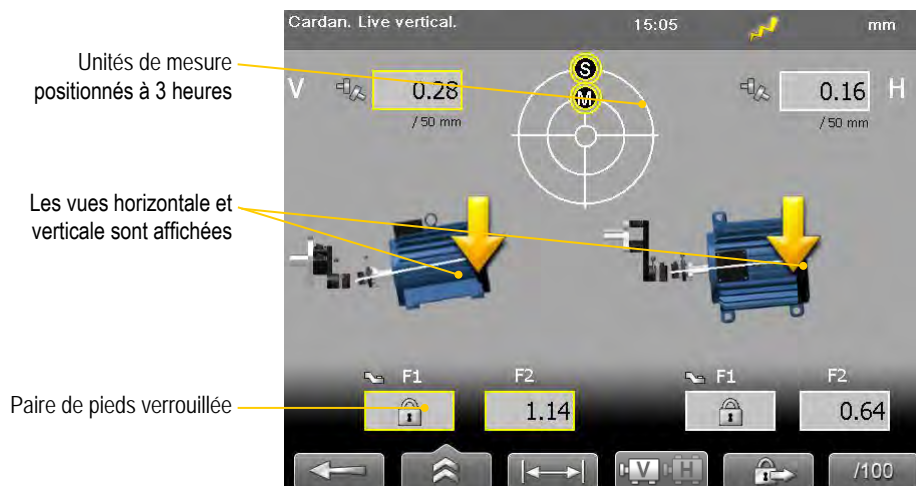 Cardan. Live vertical. 15:05 mm
Unités de mesure
positionnés à 3 heures
V 0.28 S M 0.16 H
/ 50 mm / 50 mm
Les vues horizontale et
verticale sont affichées
F1 F2 F1 F2
Paire de pieds verrouillée
1.14 0.64
V H /100